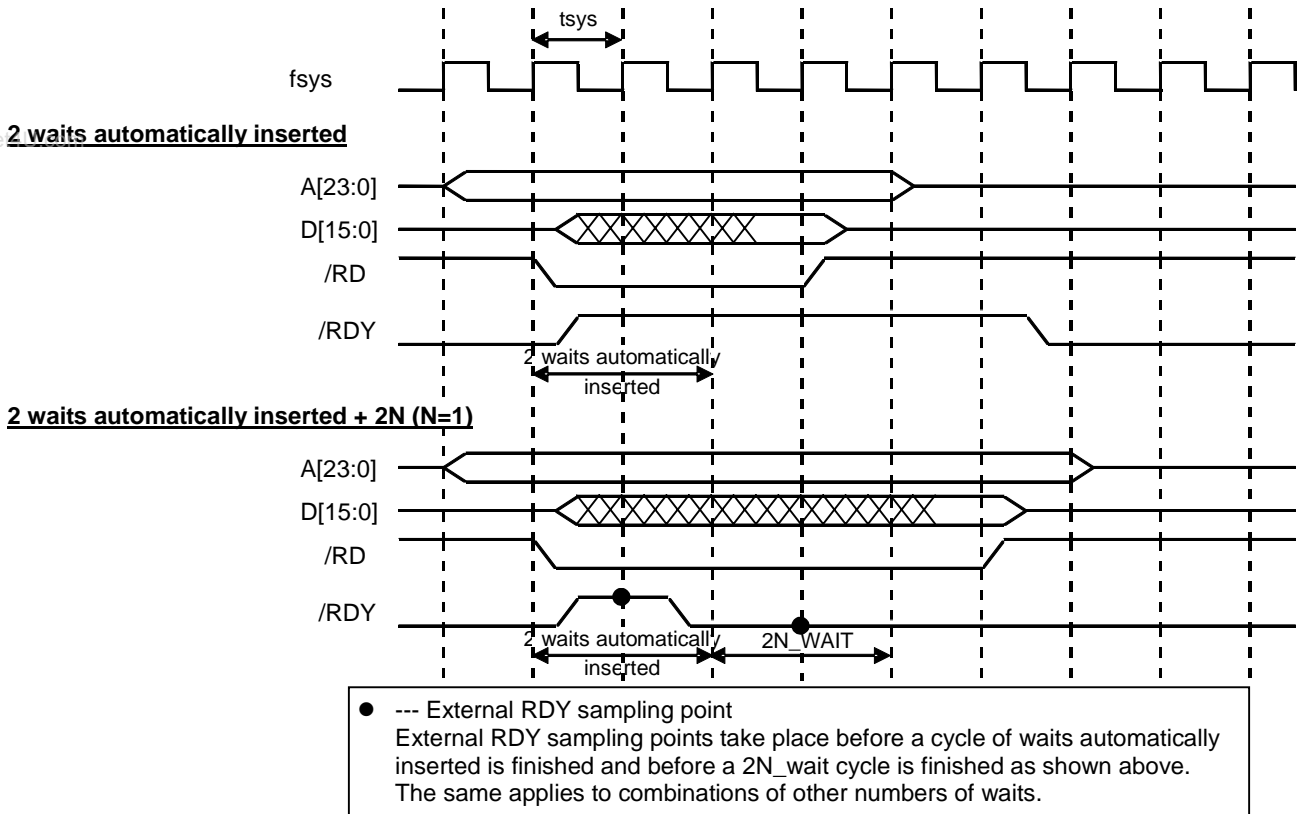 tsys
fsys
2 waits automatically inserted
A[23:0]
D[15:0]
/RD
/RDY
2 waits automatically
inserted
2 waits automatically inserted + 2N (N=1)
A[23:0]
D[15:0]
/RD
/RDY
2 waits automatically
inserted
2N_WAIT
● --- External RDY sampling point
External RDY sampling points take place before a cycle of waits automatically
inserted is finished and before a 2N_wait cycle is finished as shown above.
The same applies to combinations of other numbers of waits.